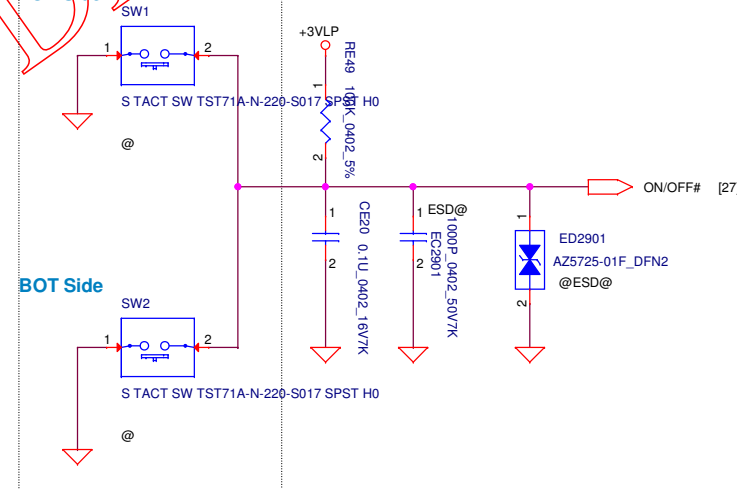 SW1
1
2
S TACT SW TST71A-N-220-S017 SPST H0
@
+3VLP
1
RE49
2
ON/OFF# [27]
1
CE20 0.1U_0402_16V7K
2
1 ESD@
EC2901
1000P_0402_50V7K
2
1
ED2901
AZ5725-01F_DFN2
@ESD@
2
BOT Side
SW2
1
2
S TACT SW TST71A-N-220-S017 SPST H0
@